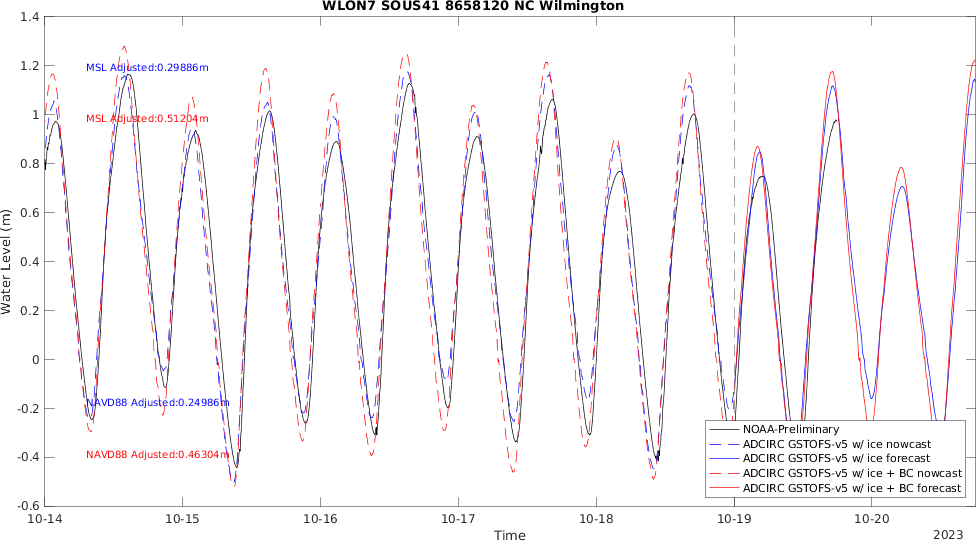 WLON7 SOUS41 8658120 NC Wilmington
1.4
1.2
1
0.8
0.6
0.4
0.2
0
-0.2
-0.4
-0.6
Water Level (m)
MSL Adjusted:0.29886m
MSL Adjusted:0.51204m
NAVD88 Adjusted:0.24986m
NAVD88 Adjusted:0.46304m
NOAA-Preliminary
ADCIRC GSTOFS-v5 w/ ice nowcast
ADCIRC GSTOFS-v5 w/ ice forecast
ADCIRC GSTOFS-v5 w/ ice + BC nowcast
ADCIRC GSTOFS-v5 w/ ice + BC forecast
10-14 10-15 10-16 10-17 10-18 10-19 10-20
Time
2023